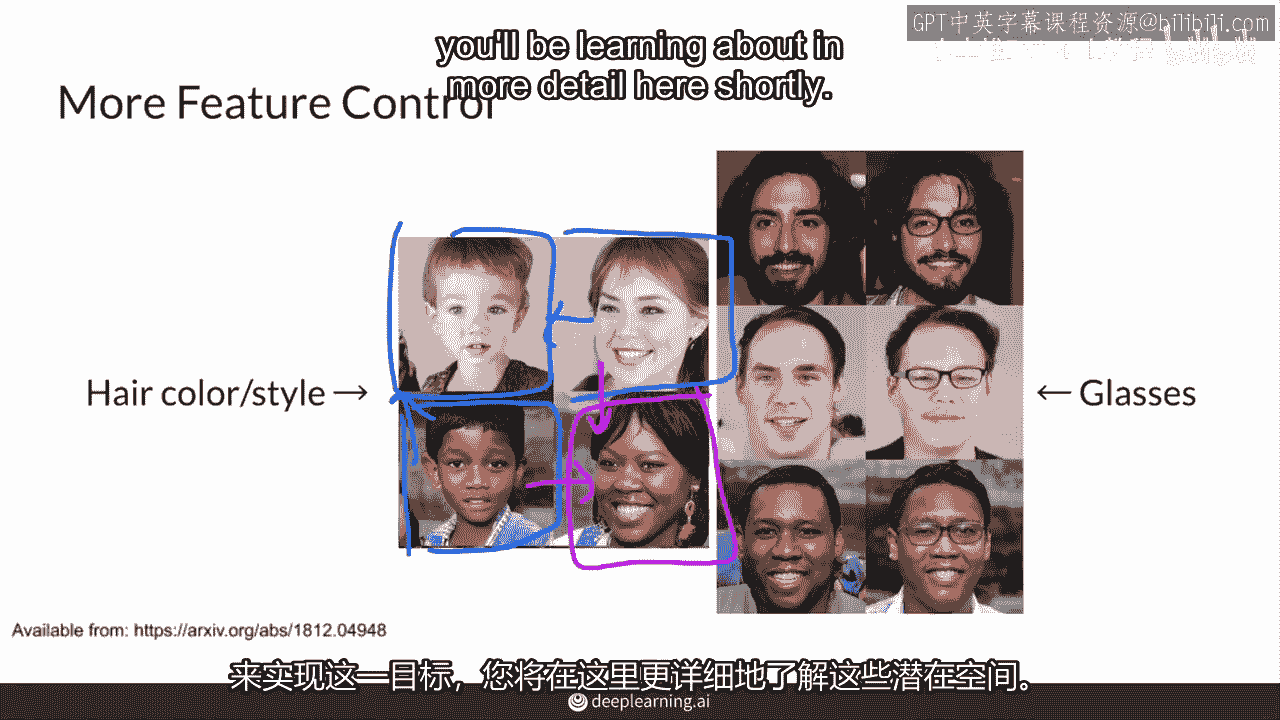 GPT中英字幕课程资源@bilibili.com
you'll be learning about in
more detail here shortly.
More Feature Control
Hair color/style →
← Glasses
Available from: https://arxiv.org/abs/1812.04948
来实现这一目标，您将在这里更详细地了解这些潜在空间。
deeplearning.ai